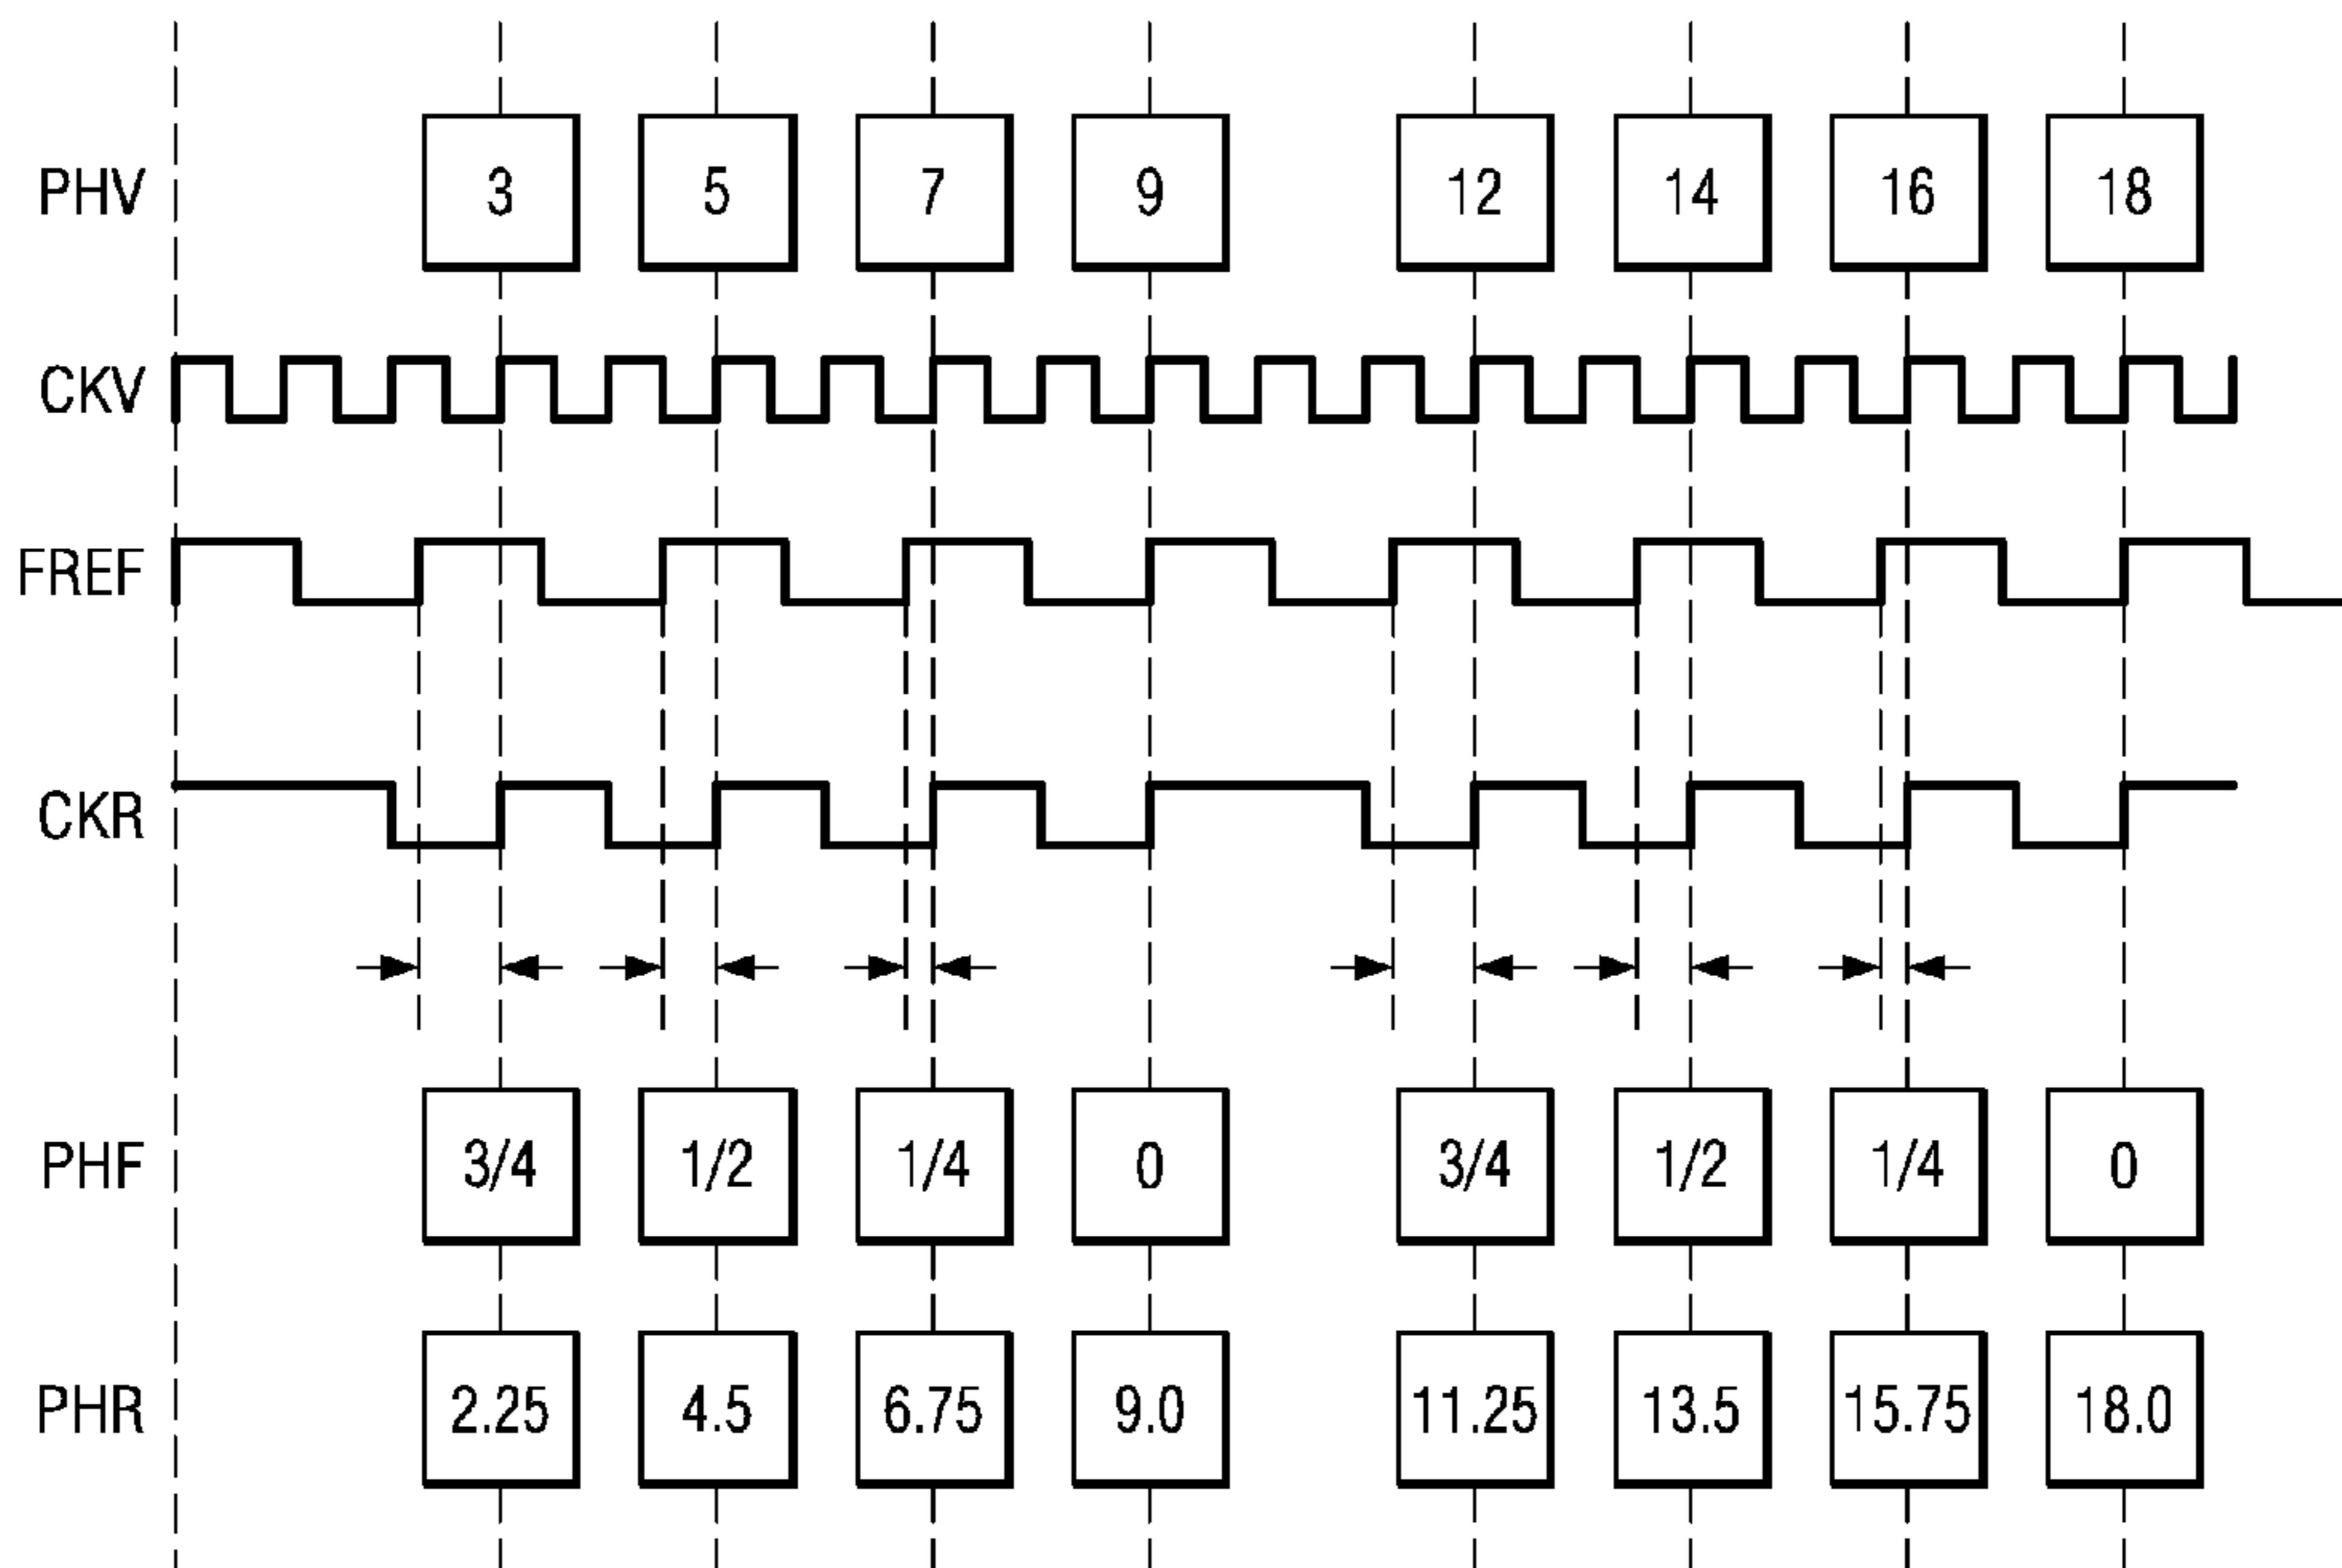 PHV 3 5 7 9 12 14 16 18
CKV
FREF
CKR
PHF 3/4 1/2 1/4 0 3/4 1/2 1/4 0
PHR 2.25 4.5 6.75 9.0 11.25 13.5 15.75 18.0